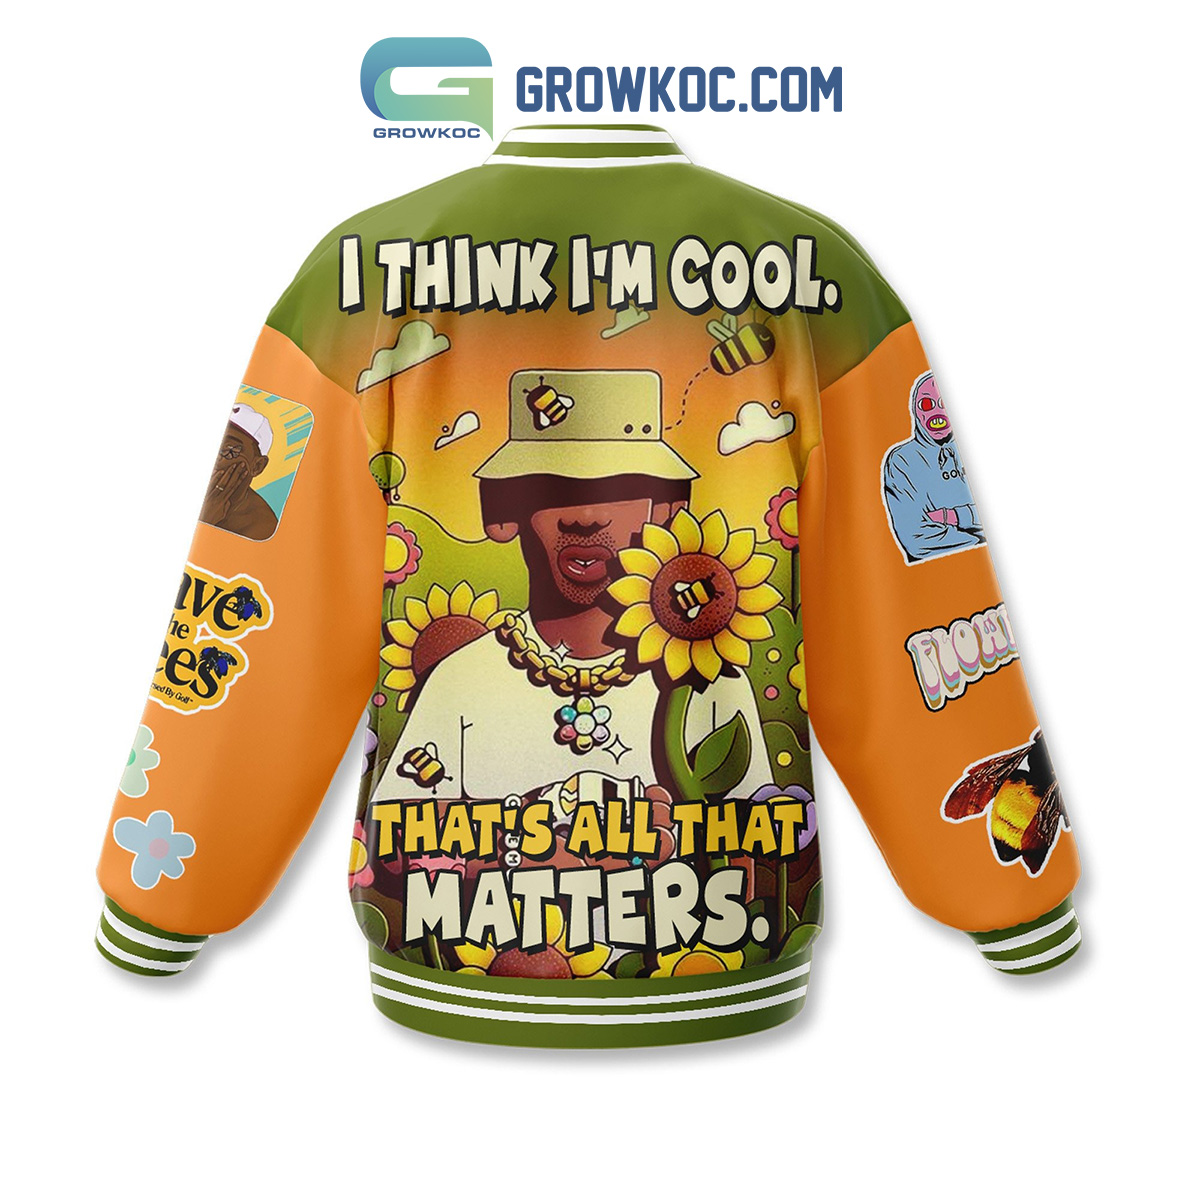 GROWKOC
GROWKOC.COM
I THINK I'M COOL.
THAT'S ALL THAT
MATTERS.